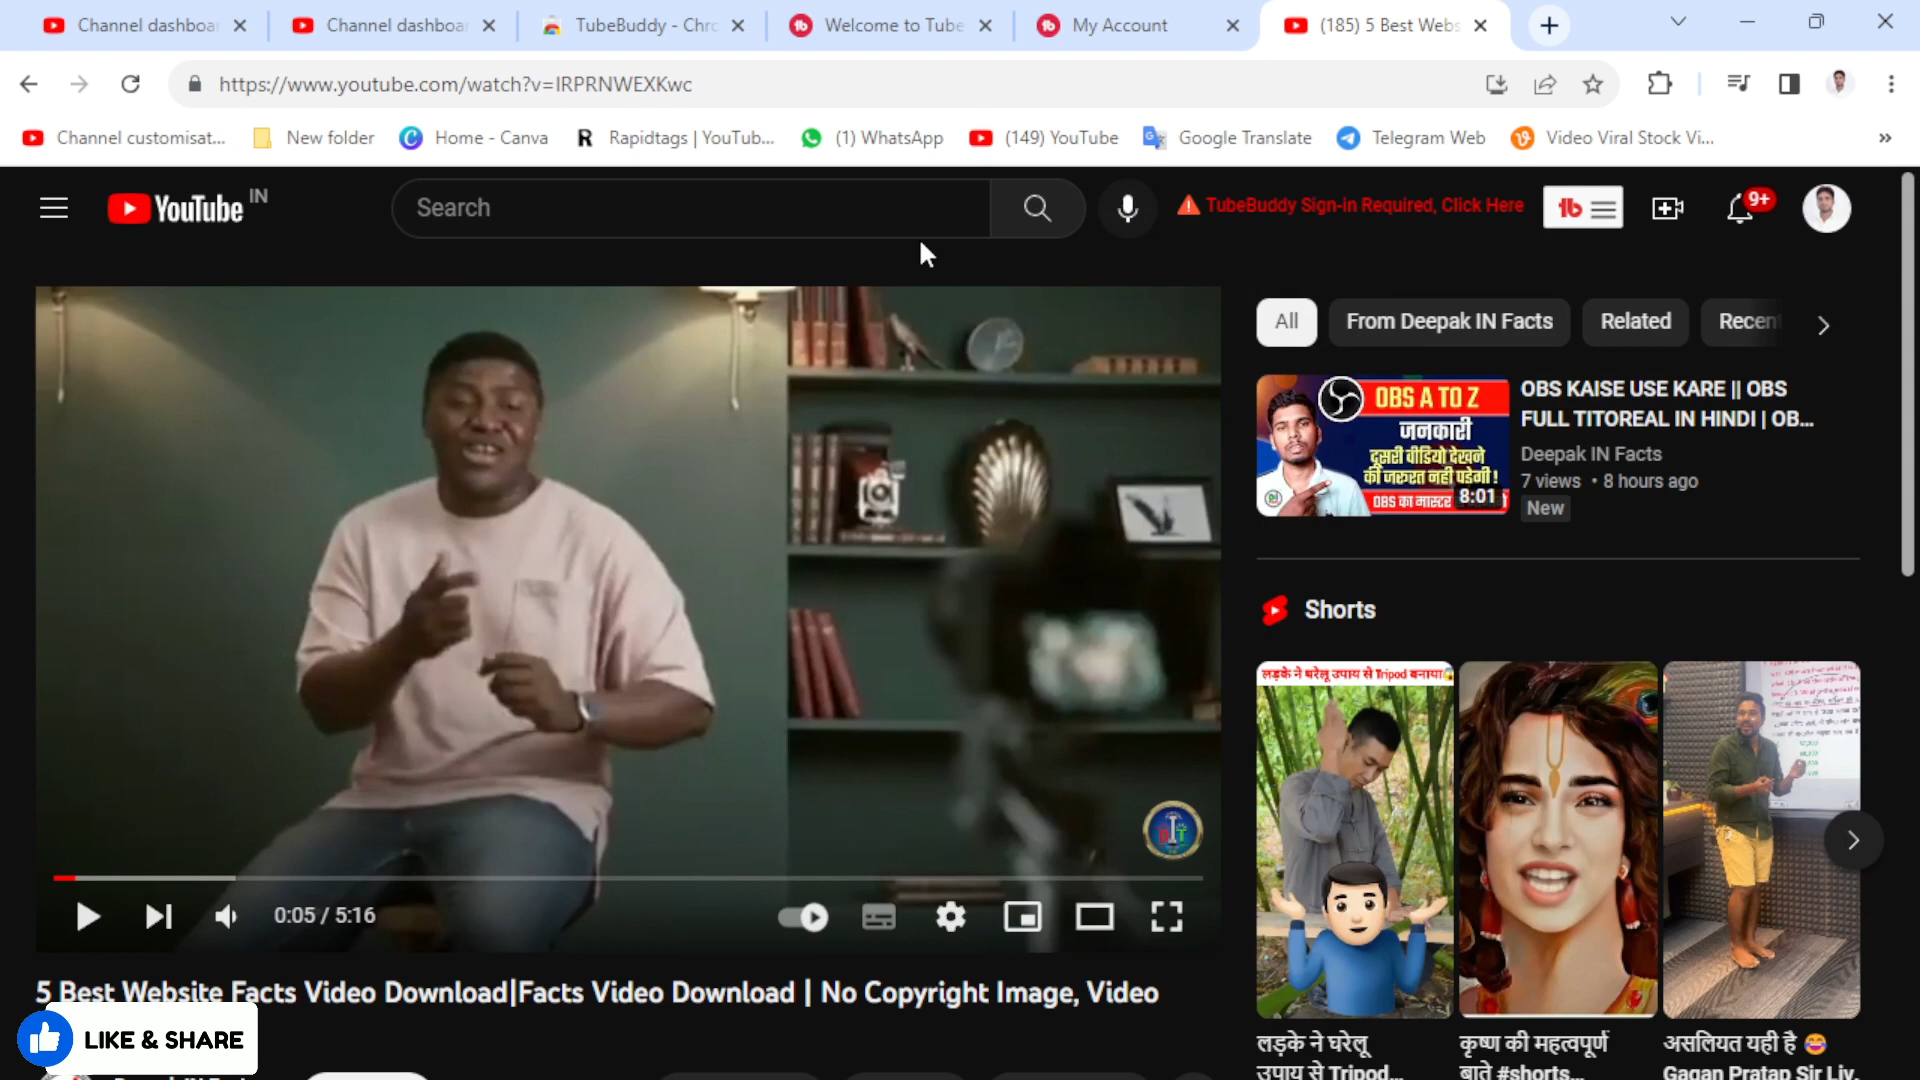 Channel dashboa
Channel dashboar
TubeBuddy - Chro
Welcome to Tube
My Account
(185) 5 Best Webs
https://www.youtube.com/watch?v=IRPRNWEXKwc
Channel customisat...
New folder
Home - Canva
Rapidtags | YouTub...
(1) WhatsApp
(149) YouTube
Google Translate
Telegram Web
Video Viral Stock Vi...
YouTube IN
Search
TubeBuddy Sign-in Required, Click Here
tb
9+
All
From Deepak IN Facts
Related
Recent
OBS A TO Z
जनकारी
दूसरी वीडियो देखने
की जरूरत नही पडेगी !
OBS का मास्टर
8:01
OBS KAISE USE KARE || OBS
FULL TITOREAL IN HINDI | OB...
Deepak IN Facts
7 views • 8 hours ago
New
Shorts
लड़के ने घरेलू उपाय से Tripod बनाया
0:05 / 5:16
5 Best Website Facts Video Download|Facts Video Download | No Copyright Image, Video
LIKE & SHARE
लड़के ने घरेलू
उपाय से Tripod...
कृष्ण की महत्वपूर्ण
बाते #shorts...
असलियत यही है 😂
Gagan Pratap Sir Liv.